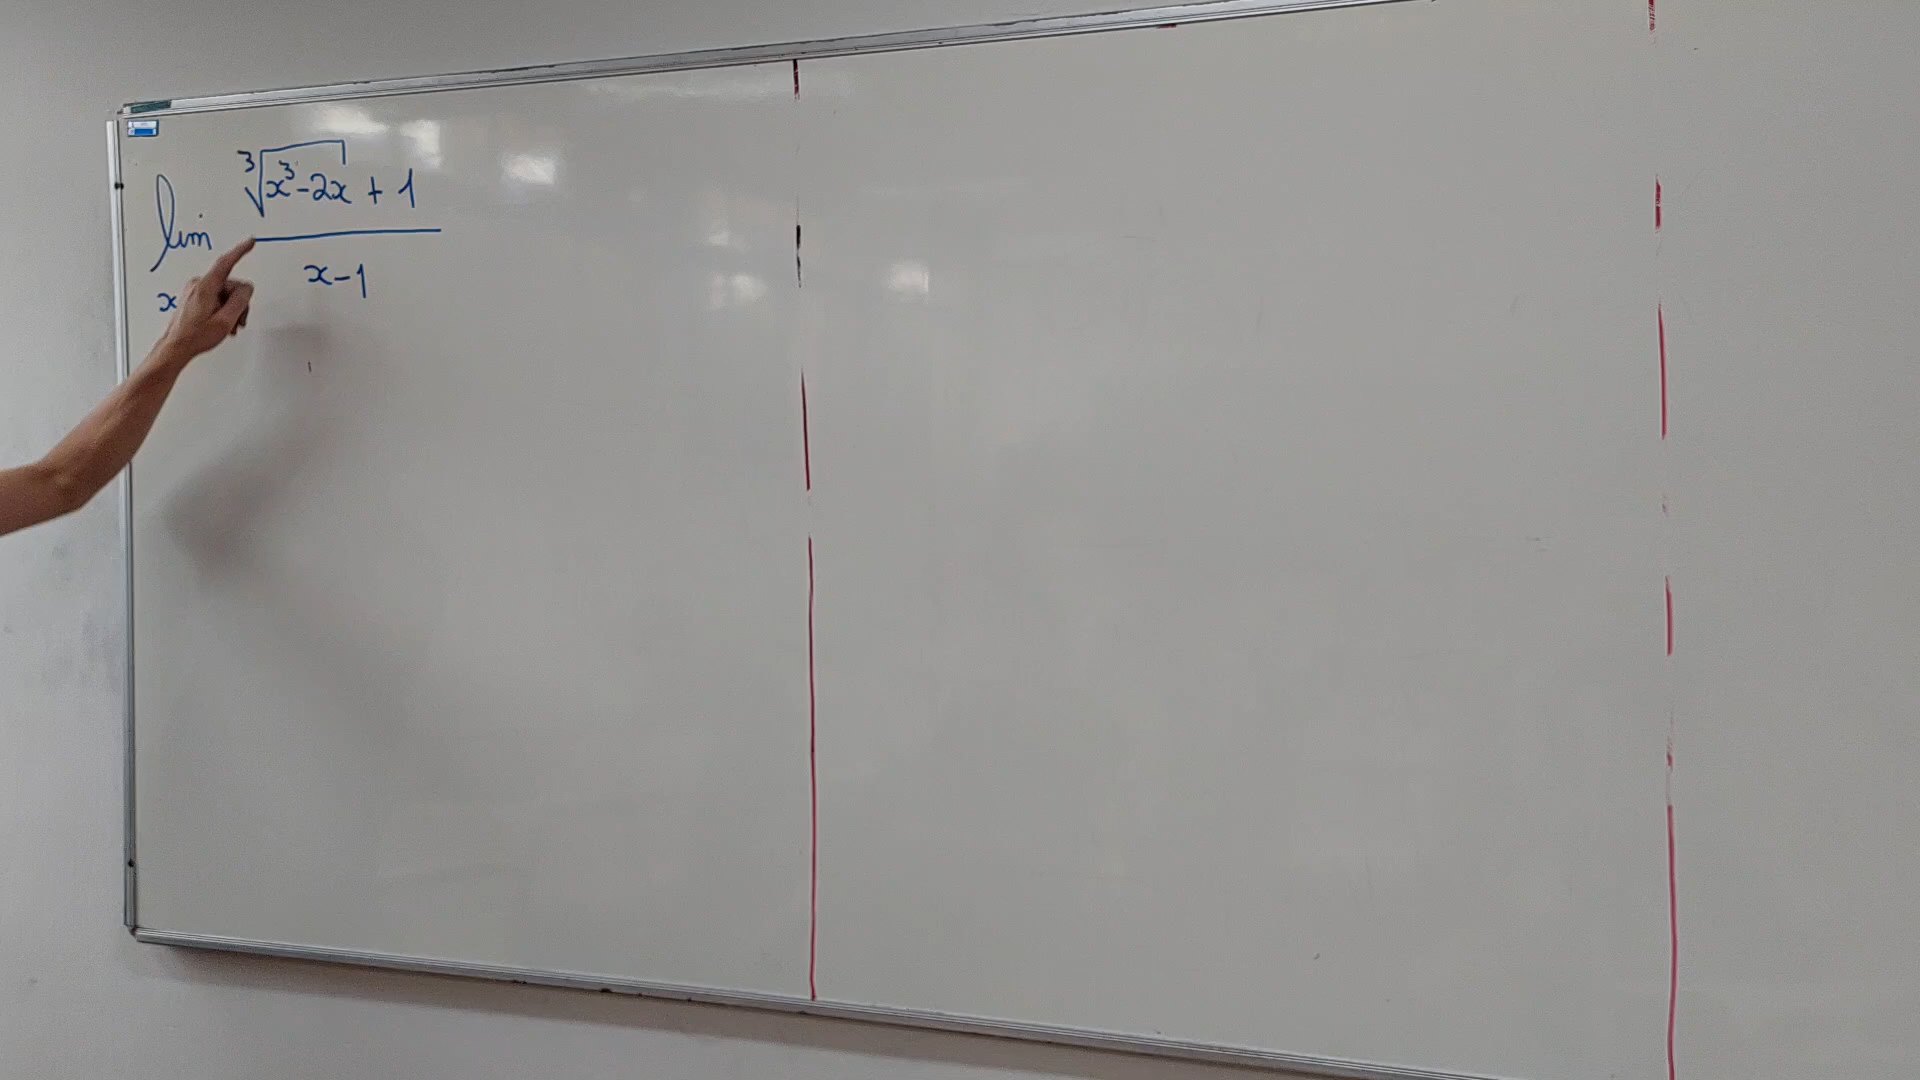 lim ∛(x³-2x) + 1
x
x-1